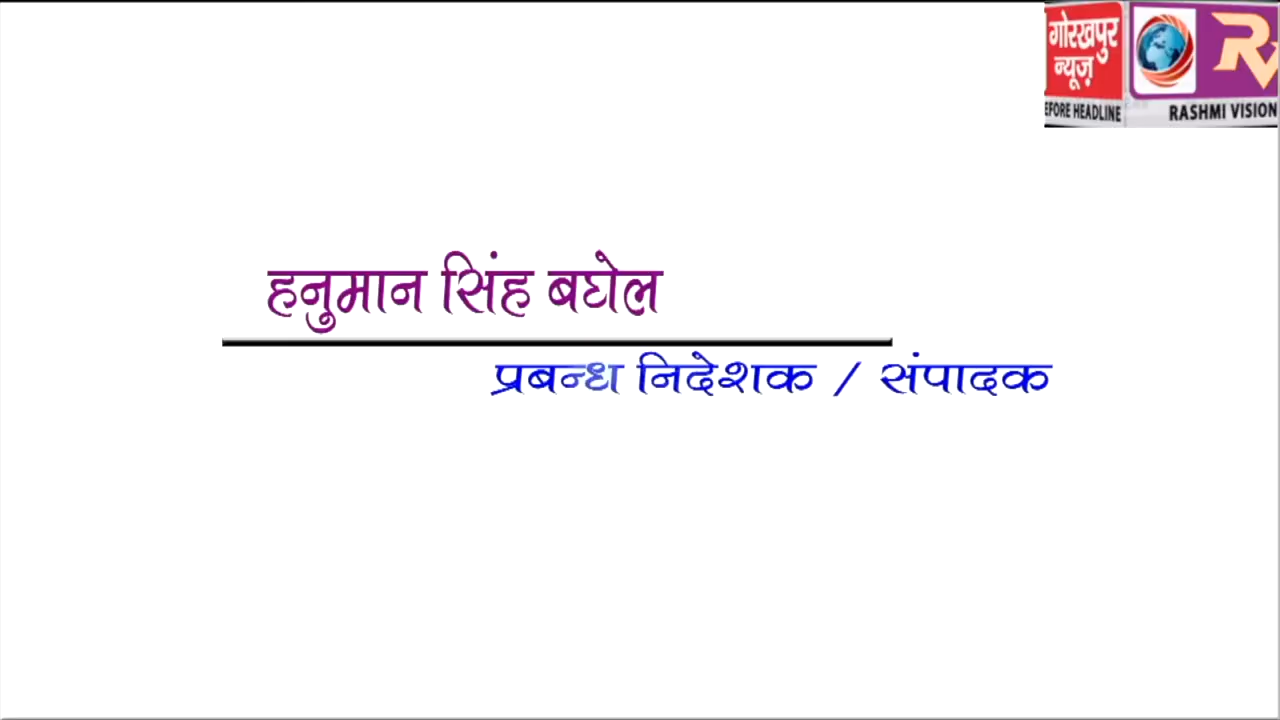 गोरखपुर
न्यूज़
EFORE HEADLINE
RASHMI VISION
हनुमान सिंह बघेल
प्रबन्ध निदेशक / संपादक